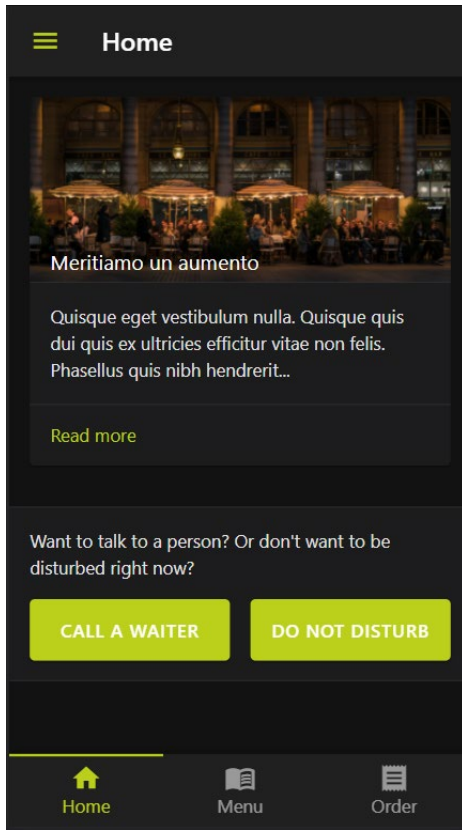 Home
Meritiamo un aumento
Quisque eget vestibulum nulla. Quisque quis
dui quis ex ultricies efficitur vitae non felis.
Phasellus quis nibh hendrerit...
Read more
Want to talk to a person? Or don't want to be
disturbed right now?
CALL A WAITER
DO NOT DISTURB
Home
Menu
Order